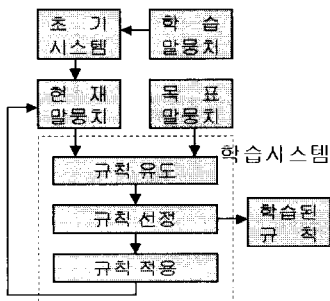 초 기
시스템
학 습
말뭉치
현 재
말뭉치
목 표
말뭉치
학습시스템
규칙 유도
규칙 선정
학습된
규 칙
규칙 적용